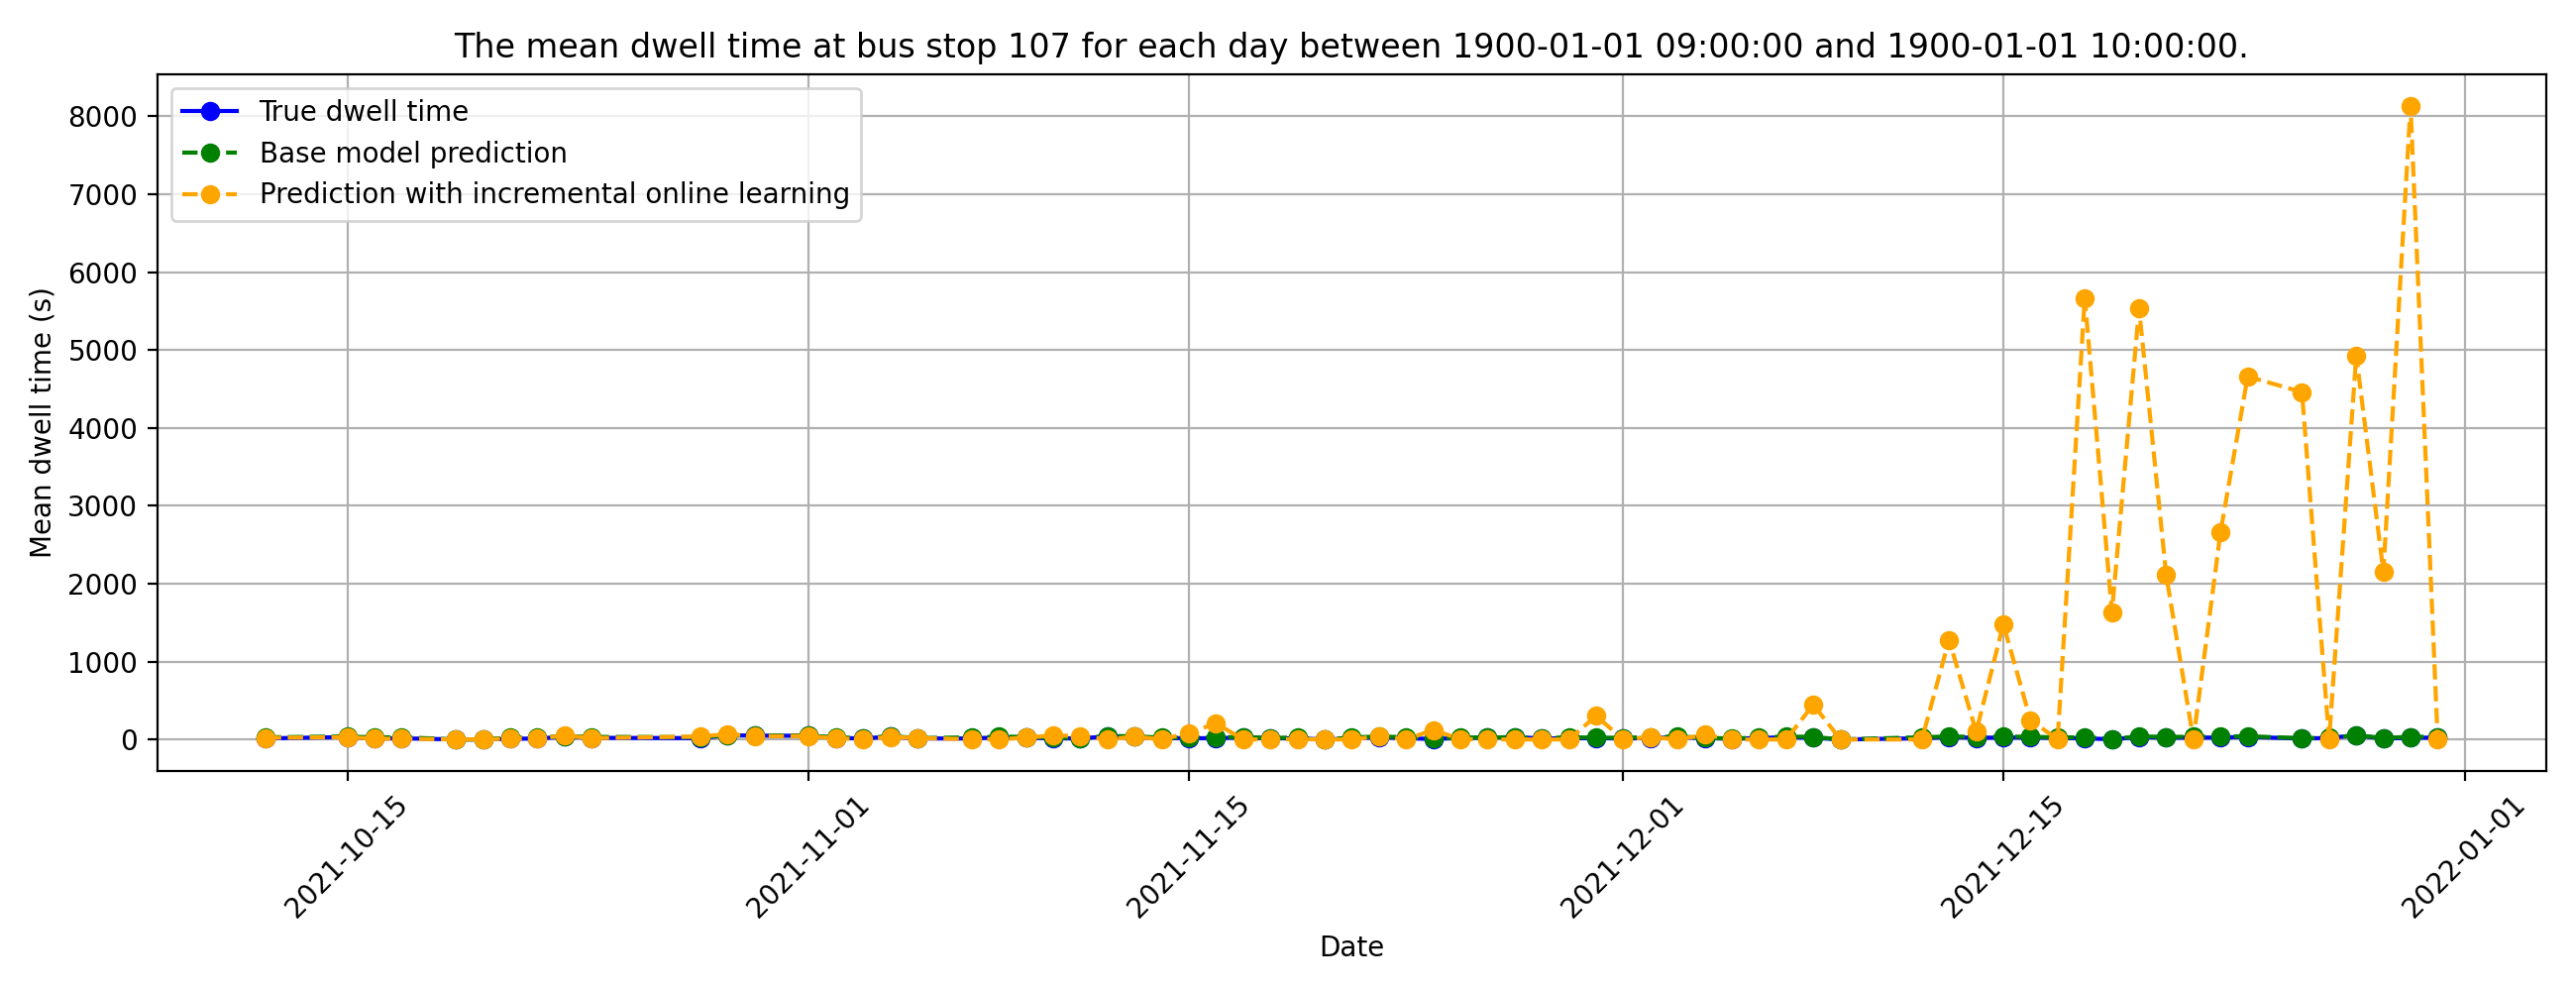 The mean dwell time at bus stop 107 for each day between 1900-01-01 09:00:00 and 1900-01-01 10:00:00.
True dwell time
Base model prediction
Prediction with incremental online learning
Mean dwell time (s)
8000
7000
6000
5000
4000
3000
2000
1000
0
2021-10-15
2021-11-01
2021-11-15
2021-12-01
2021-12-15
2022-01-01
Date